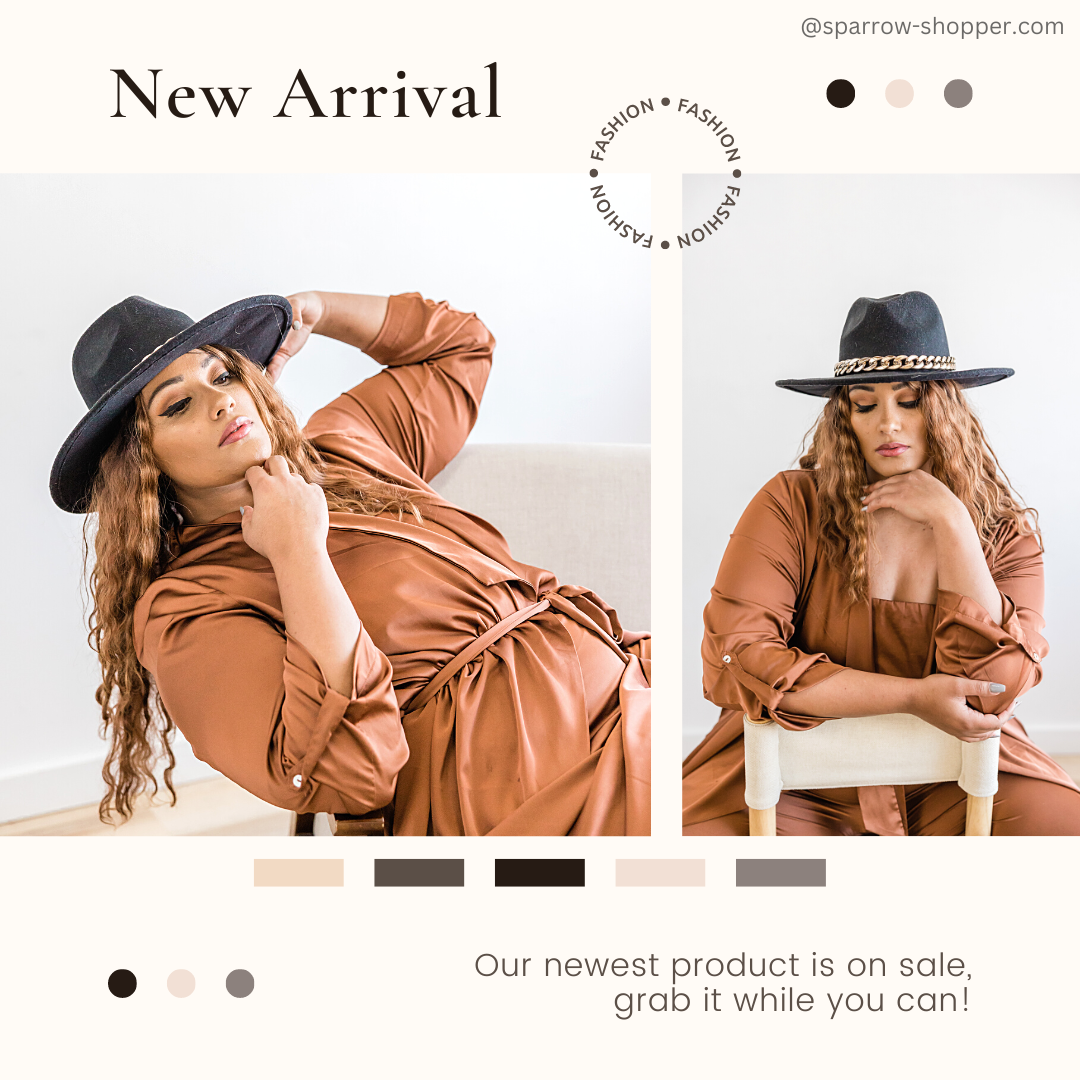 @sparrow-shopper.com
New Arrival
FASHION • FASHION • FASHION • FASHION •
Our newest product is on sale,
grab it while you can!